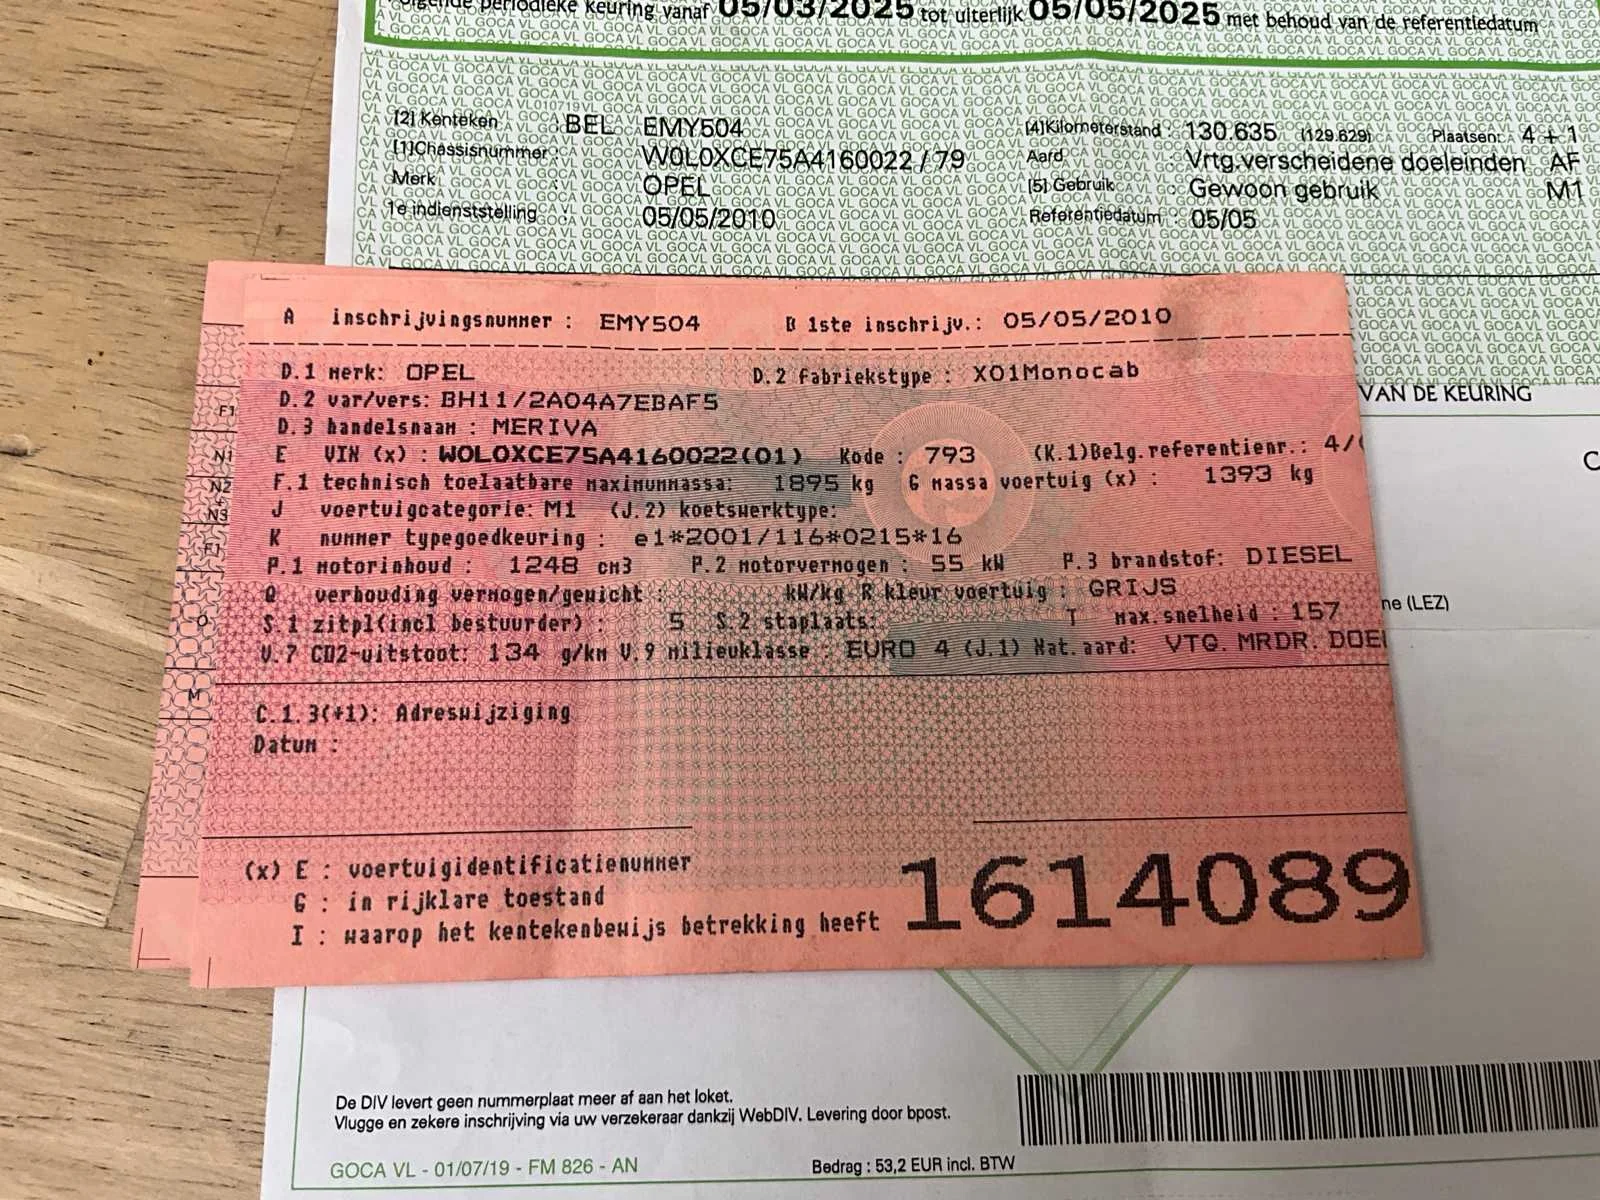 periodieke keuring vanaf 05/03/2025 tot uiterlijk 05/05/2025 met behoud van de referentiedatum
[2] Kenteken : BEL EMY504 [4]Kilometerstand : 130.635 (129.629) Plaatsen: 4 + 1
[1]Chassisnummer : W0L0XCE75A4160022 / 79 Aard : Vrtg.verscheidene doeleinden AF
Merk : OPEL [5] Gebruik : Gewoon gebruik M1
1e indienststelling : 05/05/2010 Referentiedatum : 05/05
VAN DE KEURING
A inschrijvingsnummer : EMY504 B 1ste inschrijv.: 05/05/2010
D.1 merk: OPEL D.2 fabriekstype : X01Monocab
D.2 var/vers: BH11/2A04A7EBAF5
D.3 handelsnaam : MERIVA
E VIN (x) : W0L0XCE75A4160022(01) Kode : 793 (K.1)Belg.referentienr.: 4/
F.1 technisch toelaatbare maximummassa: 1895 kg G massa voertuig (x) : 1393 kg
J voertuigcategorie: M1 (J.2) koetswerktype:
K nummer typegoedkeuring : e1*2001/116*0215*16
P.1 motorinhoud : 1248 cm3 P.2 motorvermogen : 55 kW P.3 brandstof: DIESEL
Q verhouding vermogen/gewicht : kW/kg R kleur voertuig : GRIJS
S.1 zitpl(incl bestuurder) : 5 S.2 staplaats: T max.snelheid : 157
V.7 CO2-uitstoot: 134 g/km V.9 milieuklasse : EURO 4 (J.1) Nat.aard: VTG. MRDR. DOEL
C.1.3(+1): Adreswijziging
Datum :
(x) E : voertuigidentificatienummer
G : in rijklare toestand
I : waarop het kentekenbewijs betrekking heeft
1614089
F1
N1
N2
N3
F1
O
M
(LEZ)
De DIV levert geen nummerplaat meer af aan het loket.
Vlugge en zekere inschrijving via uw verzekeraar dankzij WebDIV. Levering door bpost.
GOCA VL - 01/07/19 - FM 826 - AN Bedrag : 53,2 EUR incl. BTW